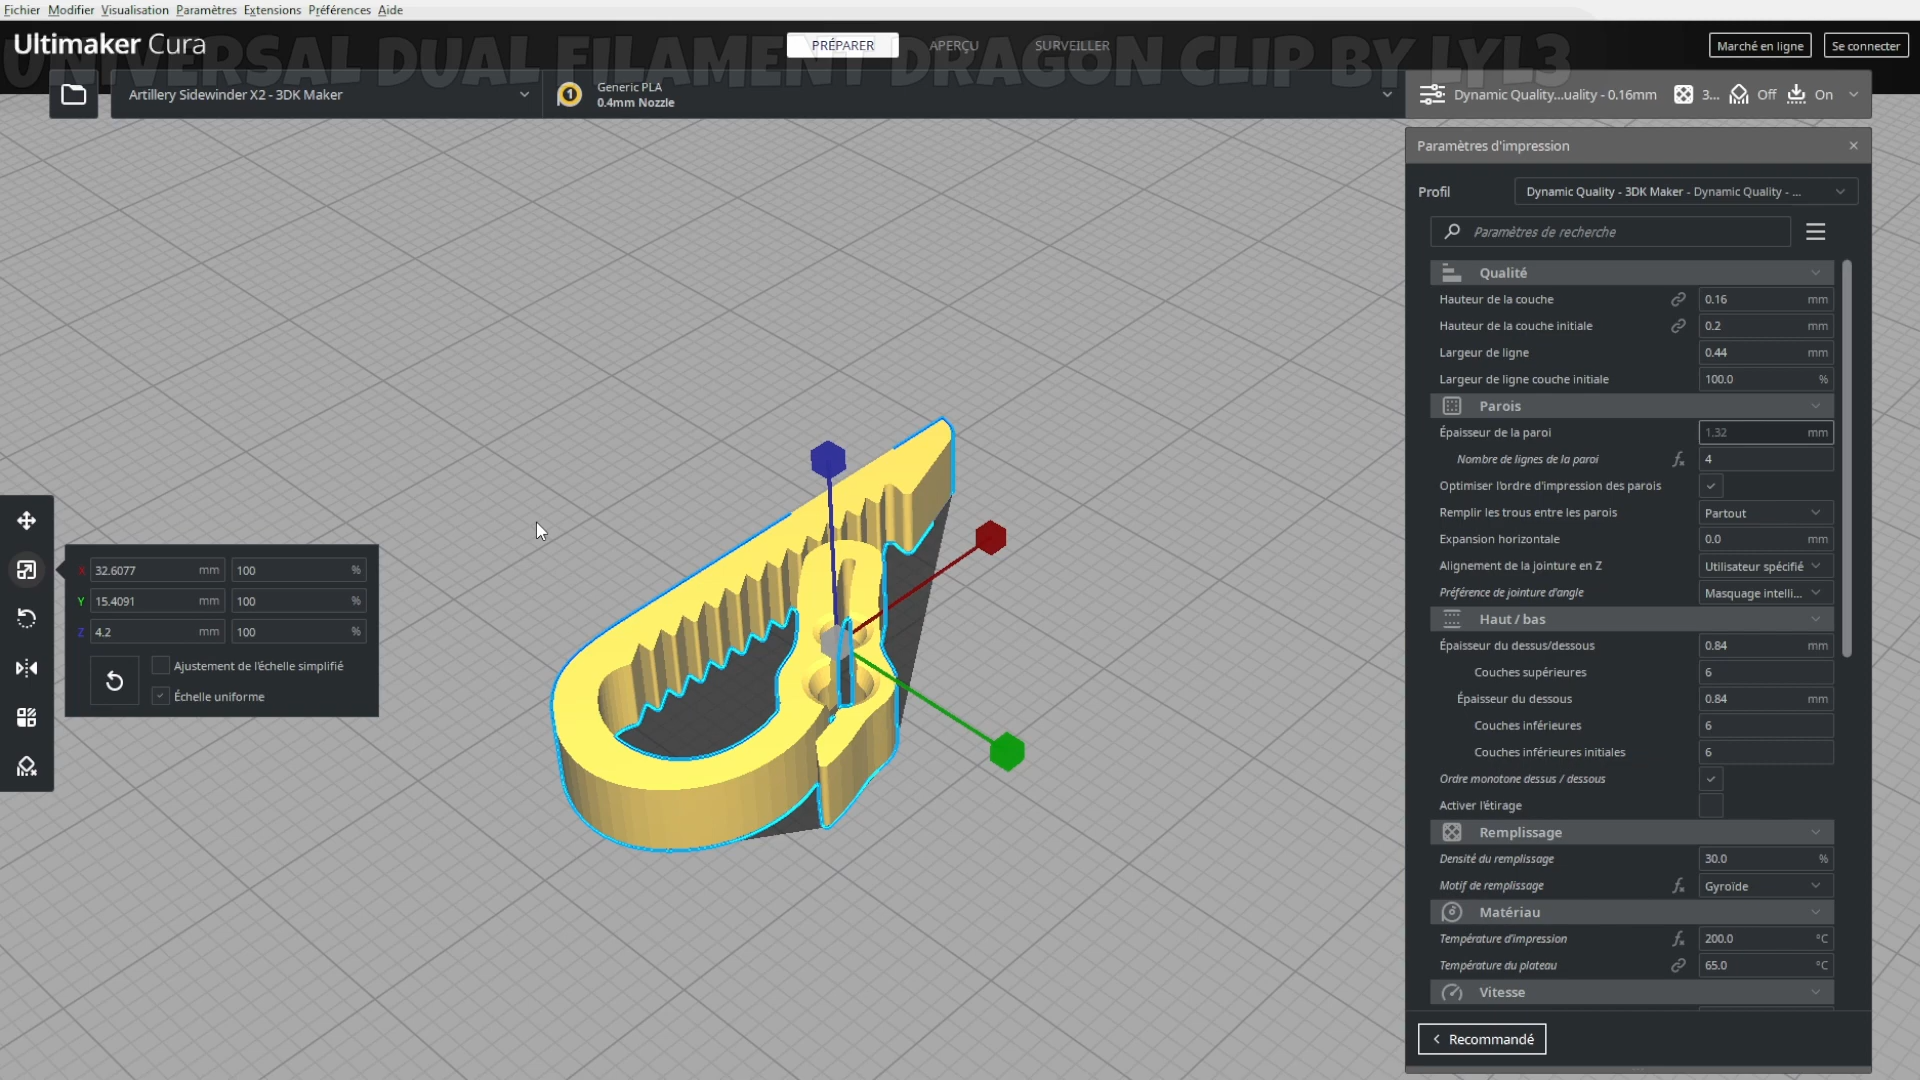 Fichier Modifier Visualisation Paramètres Extensions Préférences Aide
Ultimaker Cura
UNIVERSAL DUAL FILAMENT DRAGON CLIP BY LYL3
PRÉPARER
APERÇU
SURVEILLER
Marché en ligne
Se connecter
Artillery Sidewinder X2 - 3DK Maker
1
Generic PLA
0.4mm Nozzle
Dynamic Quality...uality - 0.16mm
3...
Off
On
Paramètres d'impression
Profil
Dynamic Quality - 3DK Maker - Dynamic Quality - ...
Paramètres de recherche
Qualité
Hauteur de la couche 0.16 mm
Hauteur de la couche initiale 0.2 mm
Largeur de ligne 0.44 mm
Largeur de ligne couche initiale 100.0 %
Parois
Épaisseur de la paroi 1.32 mm
Nombre de lignes de la paroi fx 4
Optimiser l'ordre d'impression des parois
Remplir les trous entre les parois Partout
Expansion horizontale 0.0 mm
Alignement de la jointure en Z Utilisateur spécifié
Préférence de jointure d'angle Masquage intelli...
Haut / bas
Épaisseur du dessus/dessous 0.84 mm
Couches supérieures 6
Épaisseur du dessous 0.84 mm
Couches inférieures 6
Couches inférieures initiales 6
Ordre monotone dessus / dessous
Activer l'étirage
Remplissage
Densité du remplissage 30.0 %
Motif de remplissage fx Gyroïde
Matériau
Température d'impression fx 200.0 °C
Température du plateau 65.0 °C
Vitesse
Recommandé
X 32.6077 mm 100 %
Y 15.4091 mm 100 %
Z 4.2 mm 100 %
Ajustement de l'échelle simplifié
Échelle uniforme